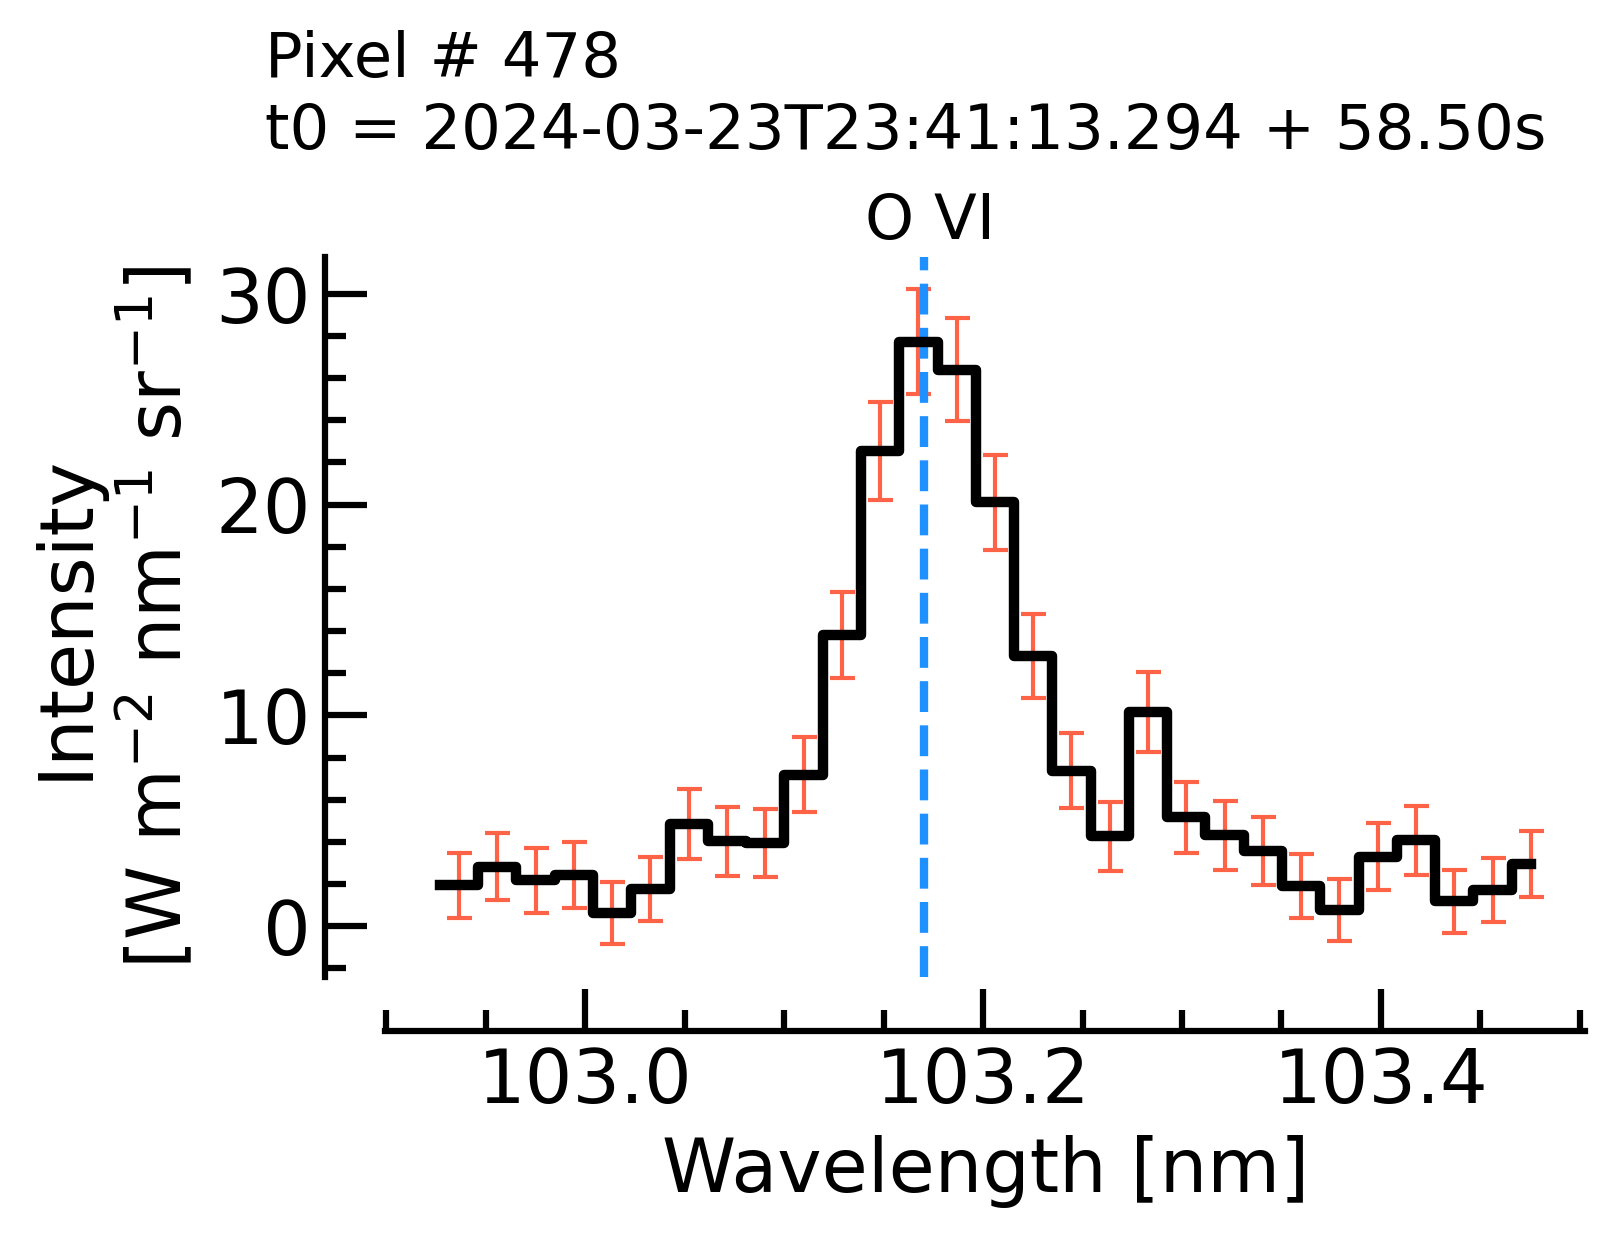 Pixel # 478
t0 = 2024-03-23T23:41:13.294 + 58.50s
O VI
Intensity
[W m⁻² nm⁻¹ sr⁻¹]
30
20
10
0
103.0 103.2 103.4
Wavelength [nm]